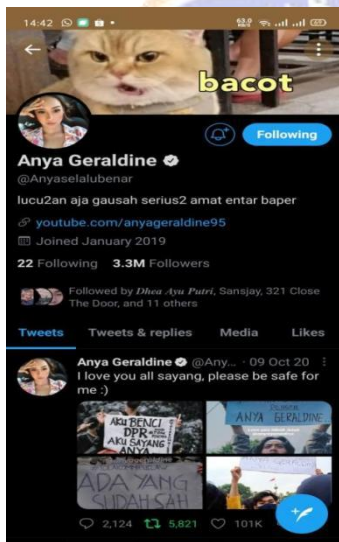 14:42
63.0
KB/S
bacot
Following
Anya Geraldine
@Anyaselalubenar
lucu2an aja gausah serius2 amat entar baper
youtube.com/anyageraldine95
Joined January 2019
22 Following 3.3M Followers
Followed by Dhea Ayu Putri, Sansjay, 321 Close
The Door, and 11 others
Tweets Tweets & replies Media Likes
Anya Geraldine @Any... · 09 Oct 20
I love you all sayang, please be safe for
me :)
AKU BENCI
DPR
AKU SAYANG
ANYA
ANYA GERALDINE
ADA YANG
SUDAH SAH
2,124 5,821 101K